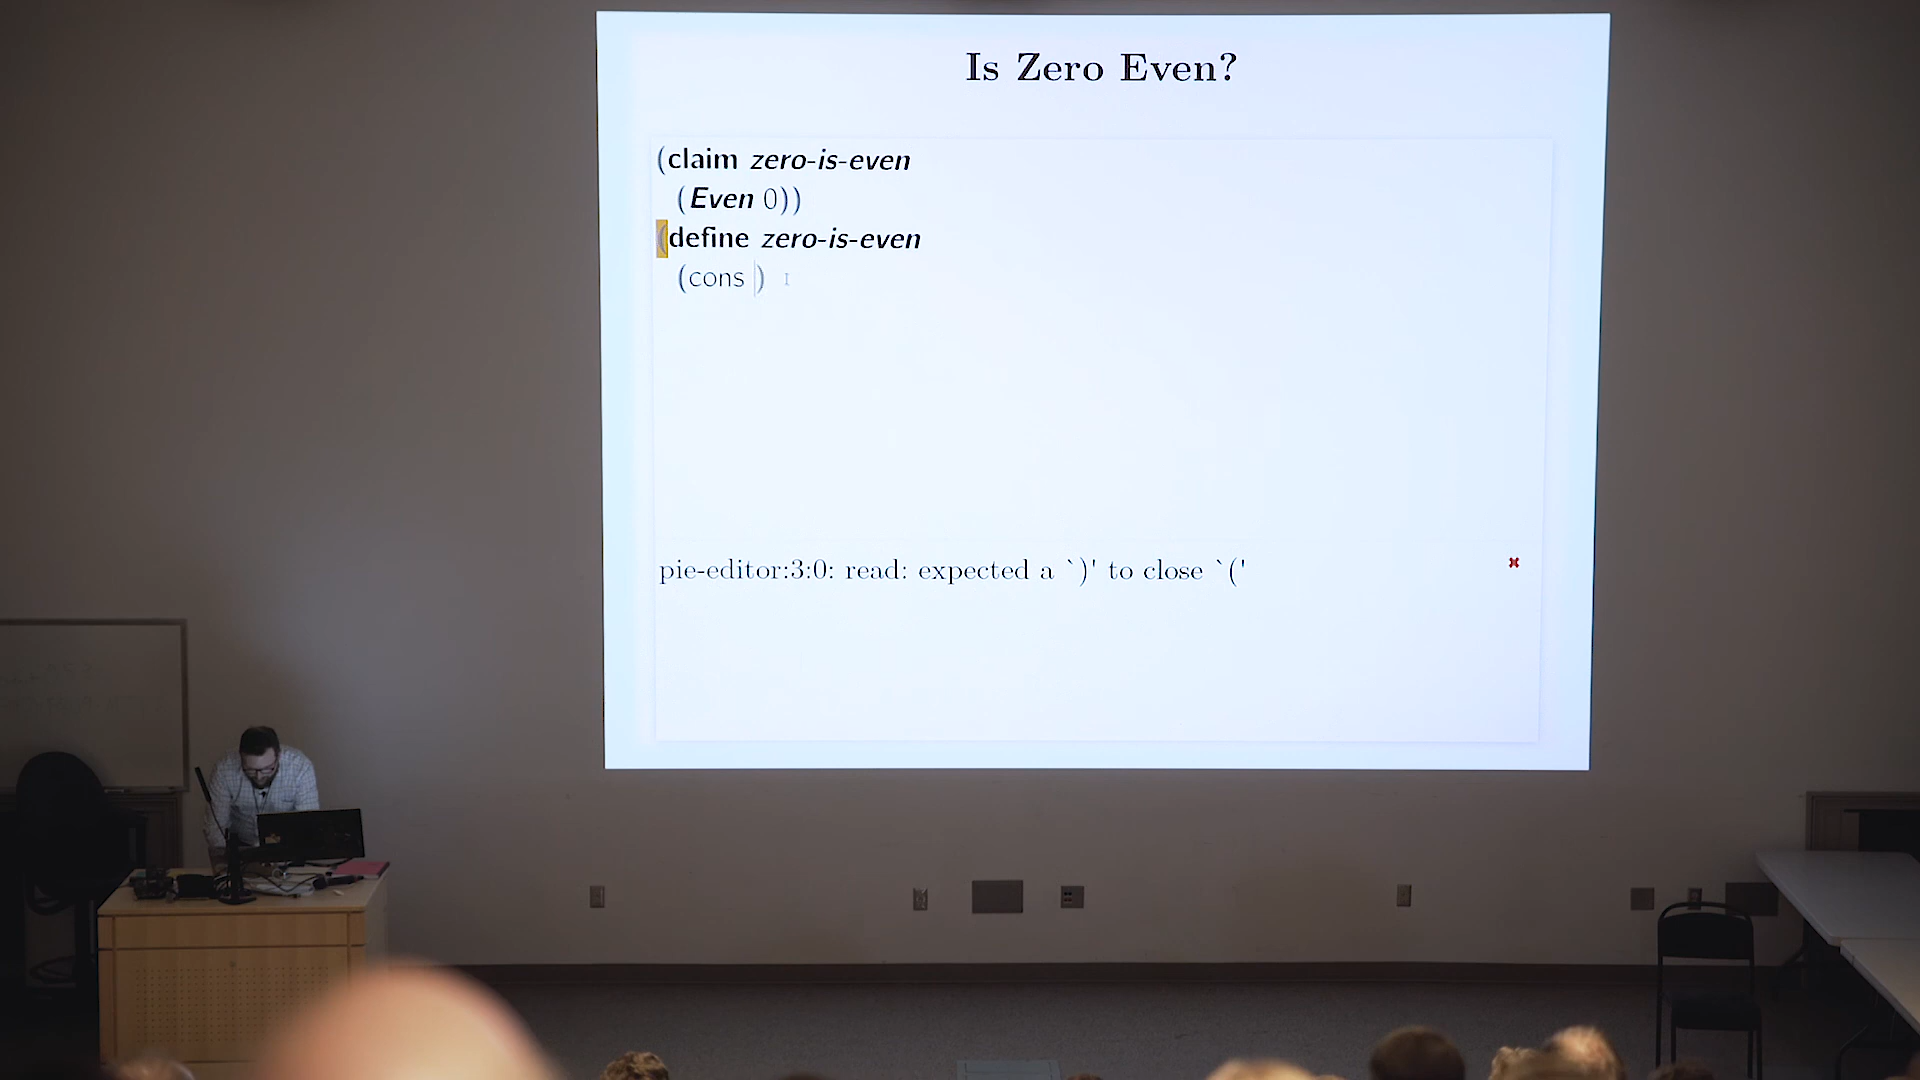 Is Zero Even?
(claim zero-is-even
(Even 0))
(define zero-is-even
(cons )
pie-editor:3:0: read: expected a `)' to close `('